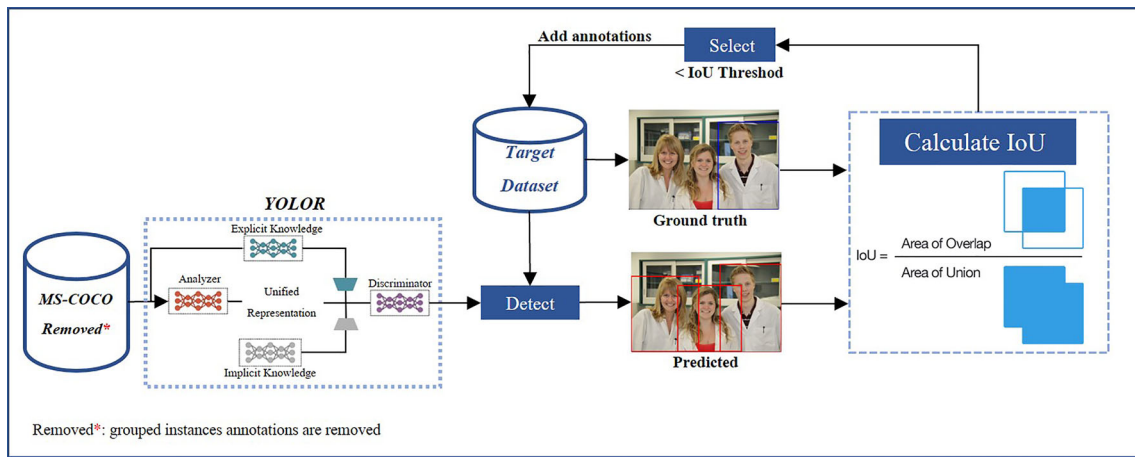 Add annotations
Select
< IoU Threshod
Target
Dataset
Calculate IoU
Ground truth
YOLOR
Explicit Knowledge
MS-COCO
Removed*
Analyzer
Unified
Representation
Discriminator
Implicit Knowledge
Detect
Predicted
IoU =
Area of Overlap
Area of Union
Removed*: grouped instances annotations are removed